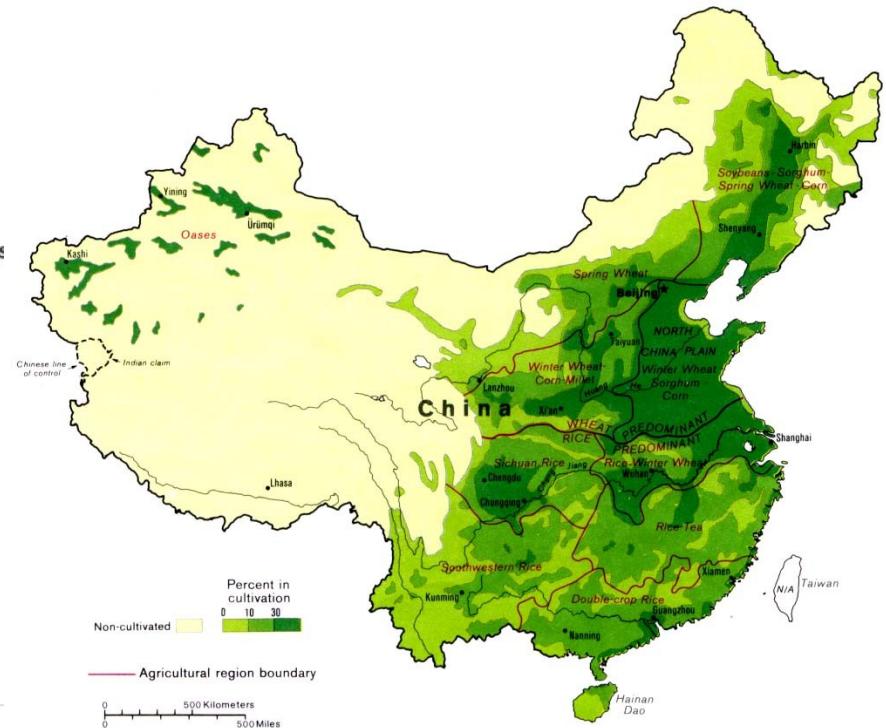 Harbin
Soybeans-Sorghum-
Spring Wheat-Corn
Shenyang
Yining
Ürümqi
Oases
Kashi
Spring Wheat
Beijing
NORTH
CHINA PLAIN
Taiyuan
Winter Wheat
Sorghum
Corn
Chinese line
of control
Indian claim
Winter Wheat-
Corn-Millet
Lanzhou
Huang He
China
Xi'an
WHEAT PREDOMINANT
RICE PREDOMINANT
Shanghai
Sichuan Rice
Jiang
Rice-Winter Wheat
Wuhan
Chengdu
Chongqing
Lhasa
Rice-Tea
Southwestern Rice
Xiamen
Taiwan
N/A
Kunming
Double-crop Rice
Guangzhou
Nanning
Hainan
Dao
Percent in
cultivation
0 10 30
Non-cultivated
Agricultural region boundary
0 500 Kilometers
0 500 Miles